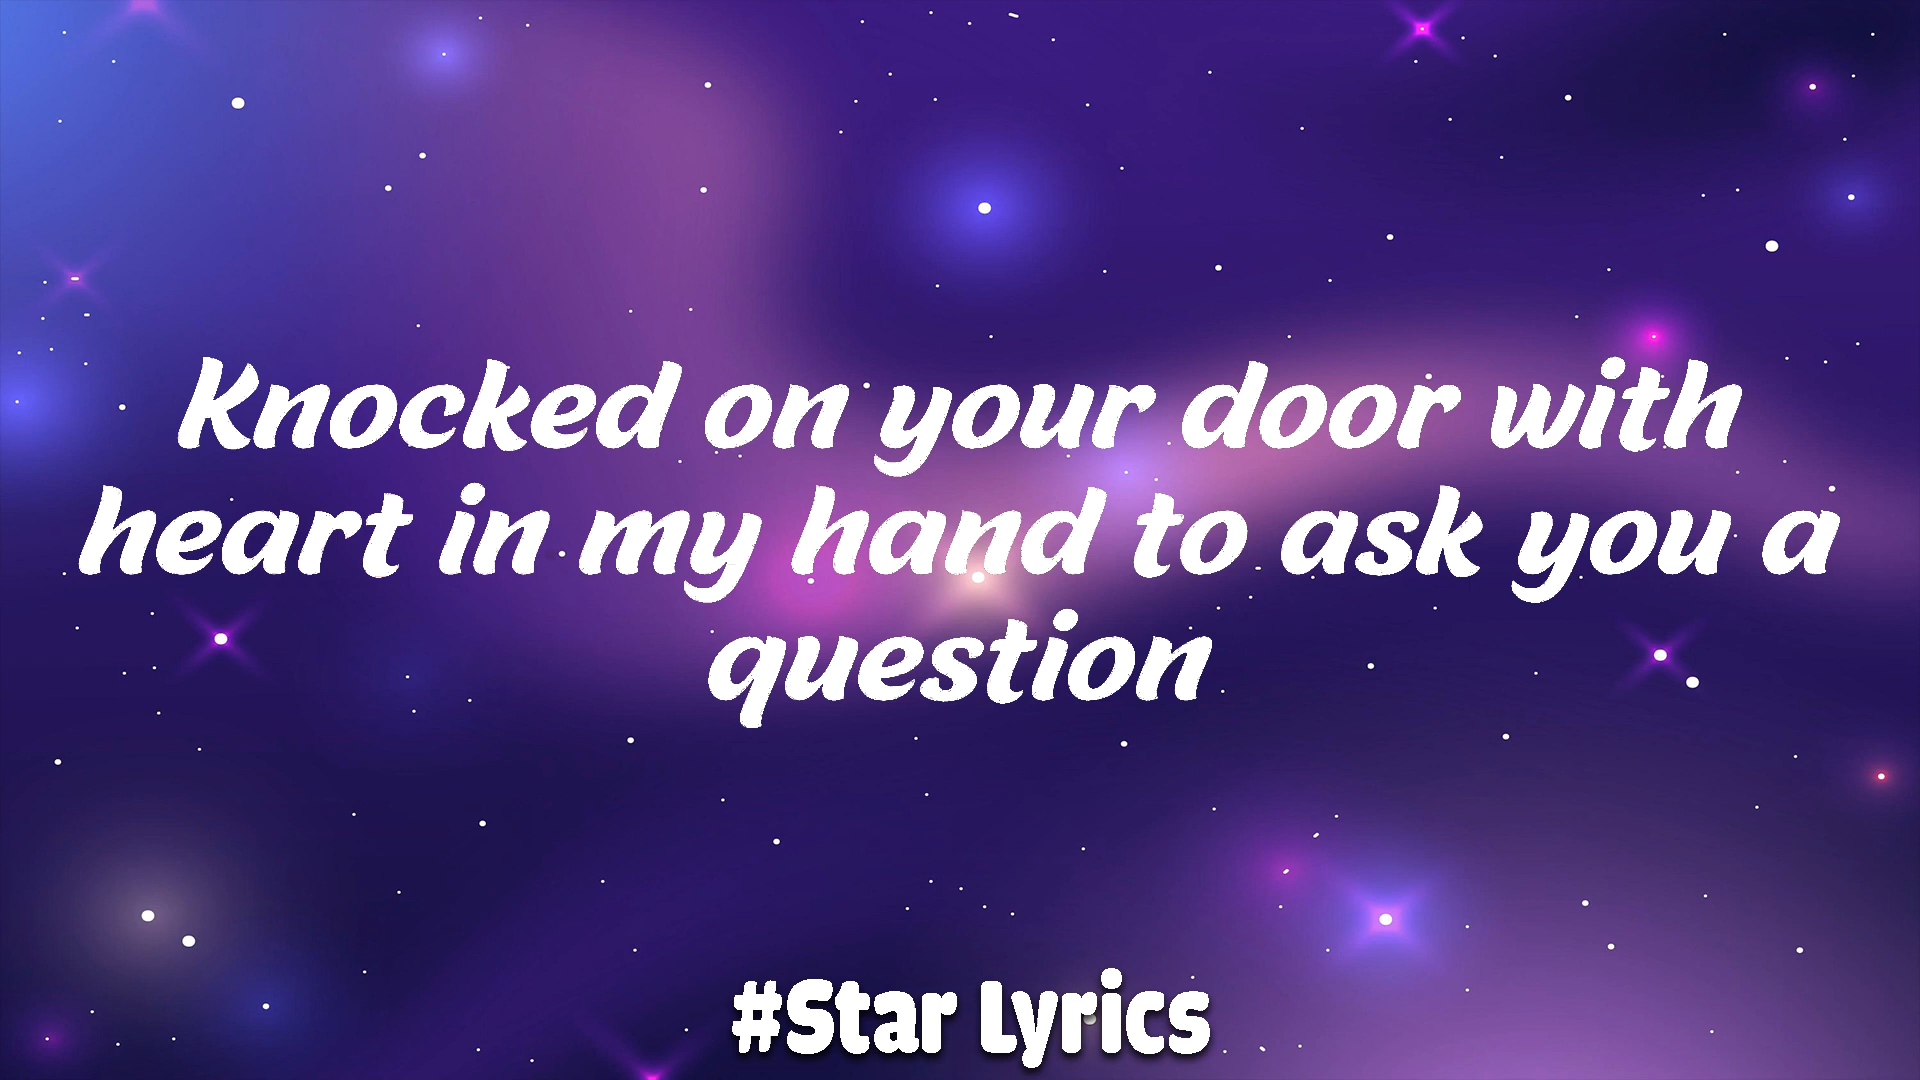 Knocked on your door with
heart in my hand to ask you a
question
#Star Lyrics